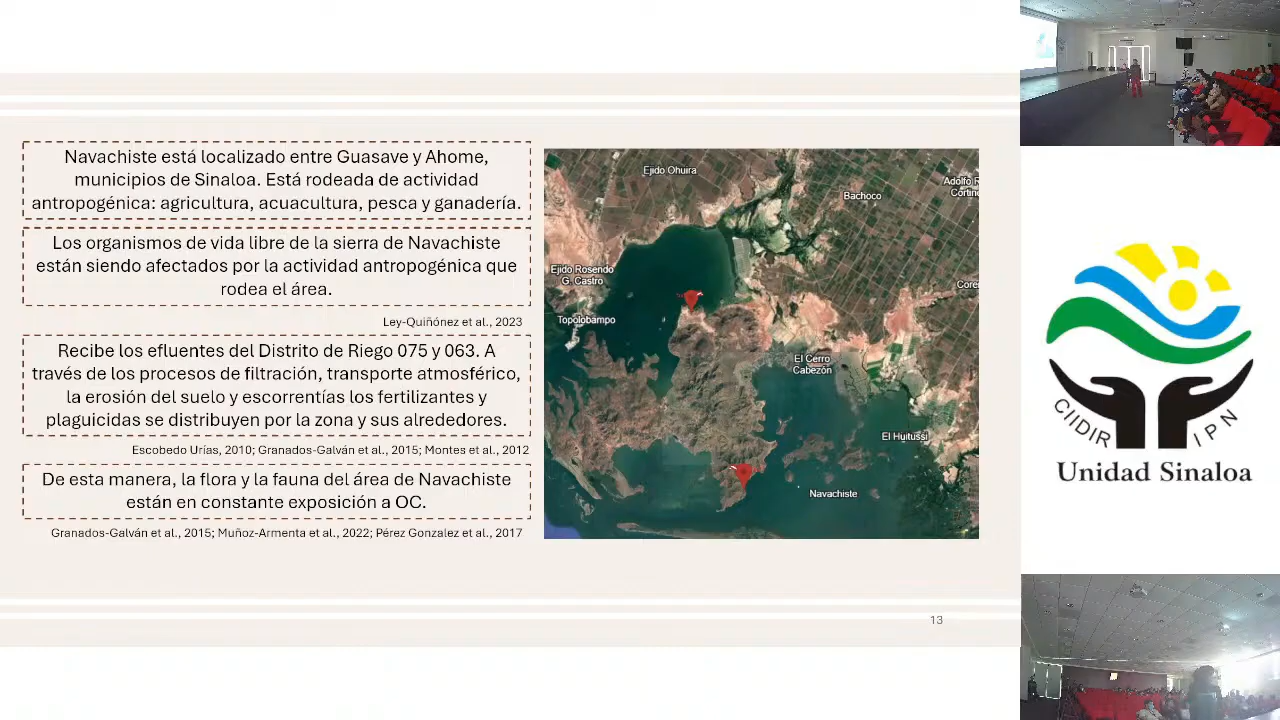 Navachiste está localizado entre Guasave y Ahome,
municipios de Sinaloa. Está rodeada de actividad
antropogénica agricultura, acuacultura, pesca y ganadería.
Los organismos de vida libre de la sierra de Navachiste
están siendo afectados por la actividad antropogénica que
rodea el área.
Ley-Quiñónez et al., 2023
Recibe los efluentes del Distrito de Riego 075 y 063. A
través de los procesos de filtración, transporte atmosférico,
la erosión del suelo y escorrentías los fertilizantes y
plaguicidas se distribuyen por la zona y sus alrededores.
Escobedo Urías, 2010; Granados-Galván et al., 2015; Montes et al., 2012
De esta manera, la flora y la fauna del área de Navachiste
están en constante exposición a OC.
Granados-Galván et al., 2015; Muñoz-Armenta et al., 2022; Pérez Gonzalez et al., 2017
Ejido Ohuira
Bachoco
Adolfo R
Cortine
Ejido Rosendo
G. Castro
Corer
Topolobampo
El Cerro
Cabezón
El Huitussi
Navachiste
13
CIIDIR IPN
Unidad Sinaloa